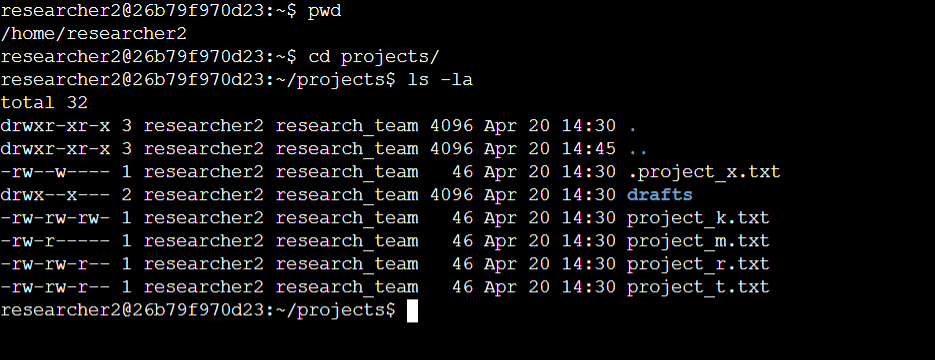 researcher2@26b79f970d23:~$ pwd
/home/researcher2
researcher2@26b79f970d23:~$ cd projects/
researcher2@26b79f970d23:~/projects$ ls -la
total 32
drwxr-xr-x 3 researcher2 research_team 4096 Apr 20 14:30 .
drwxr-xr-x 3 researcher2 research_team 4096 Apr 20 14:45 ..
-rw--w---- 1 researcher2 research_team   46 Apr 20 14:30 .project_x.txt
drwx--x--- 2 researcher2 research_team 4096 Apr 20 14:30 drafts
-rw-rw-rw- 1 researcher2 research_team   46 Apr 20 14:30 project_k.txt
-rw-r----- 1 researcher2 research_team   46 Apr 20 14:30 project_m.txt
-rw-rw-r-- 1 researcher2 research_team   46 Apr 20 14:30 project_r.txt
-rw-rw-r-- 1 researcher2 research_team   46 Apr 20 14:30 project_t.txt
researcher2@26b79f970d23:~/projects$